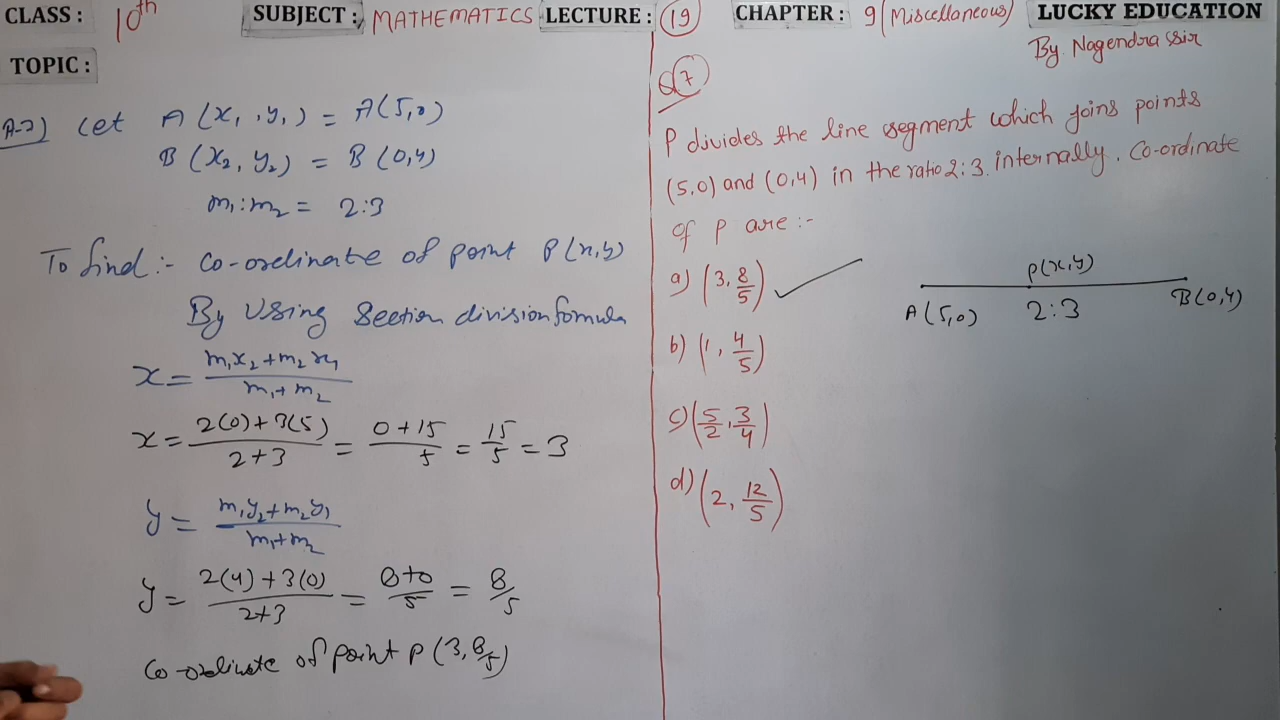 CLASS : 10th SUBJECT : MATHEMATICS LECTURE : 19 CHAPTER : 9 (Miscellaneous) LUCKY EDUCATION
By Nagendra Sir
TOPIC :
A-7) Let A (x₁, y₁) = A(5,0)
B (x₂, y₂) = B (0,4)
m₁:m₂ = 2:3
To find :- Co-ordinate of point P(x,y)
By Using Section division formula
x = (m₁x₂+m₂x₁)/(m₁+m₂)
x = (2(0)+3(5))/(2+3) = (0+15)/5 = 15/5 = 3
y = (m₁y₂+m₂y₁)/(m₁+m₂)
y = (2(4)+3(0))/(2+3) = (8+0)/5 = 8/5
Co-ordinate of point P (3, 8/5)
Q7
P divides the line segment which joins points
(5,0) and (0,4) in the ratio 2:3 internally. Co-ordinate
of P are :-
a) (3, 8/5)
b) (1, 4/5)
c) (5/2, 3/4)
d) (2, 12/5)
P(x,y)
A(5,0) 2:3 B(0,4)